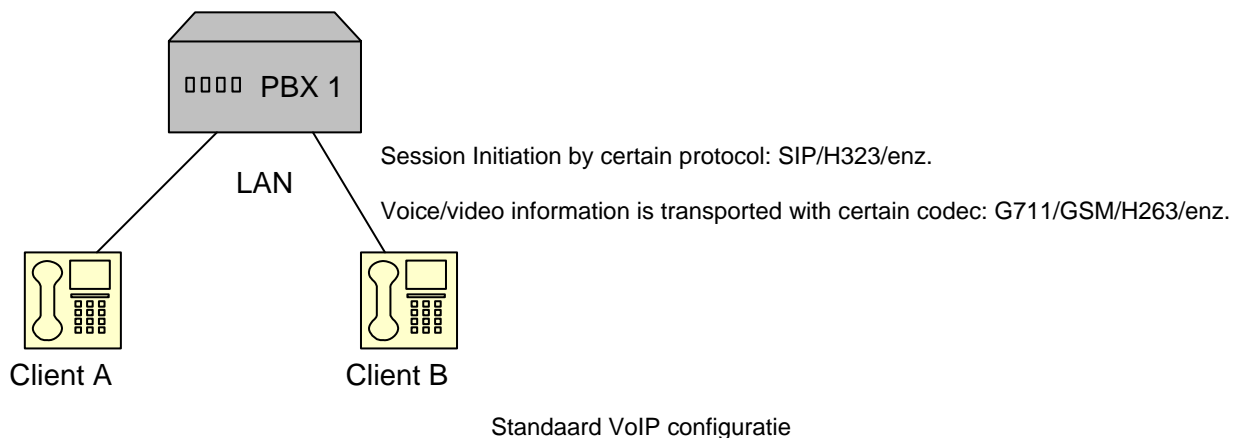 PBX 1
Session Initiation by certain protocol: SIP/H323/enz.
LAN
Voice/video information is transported with certain codec: G711/GSM/H263/enz.
Client A
Client B
Standaard VoIP configuratie